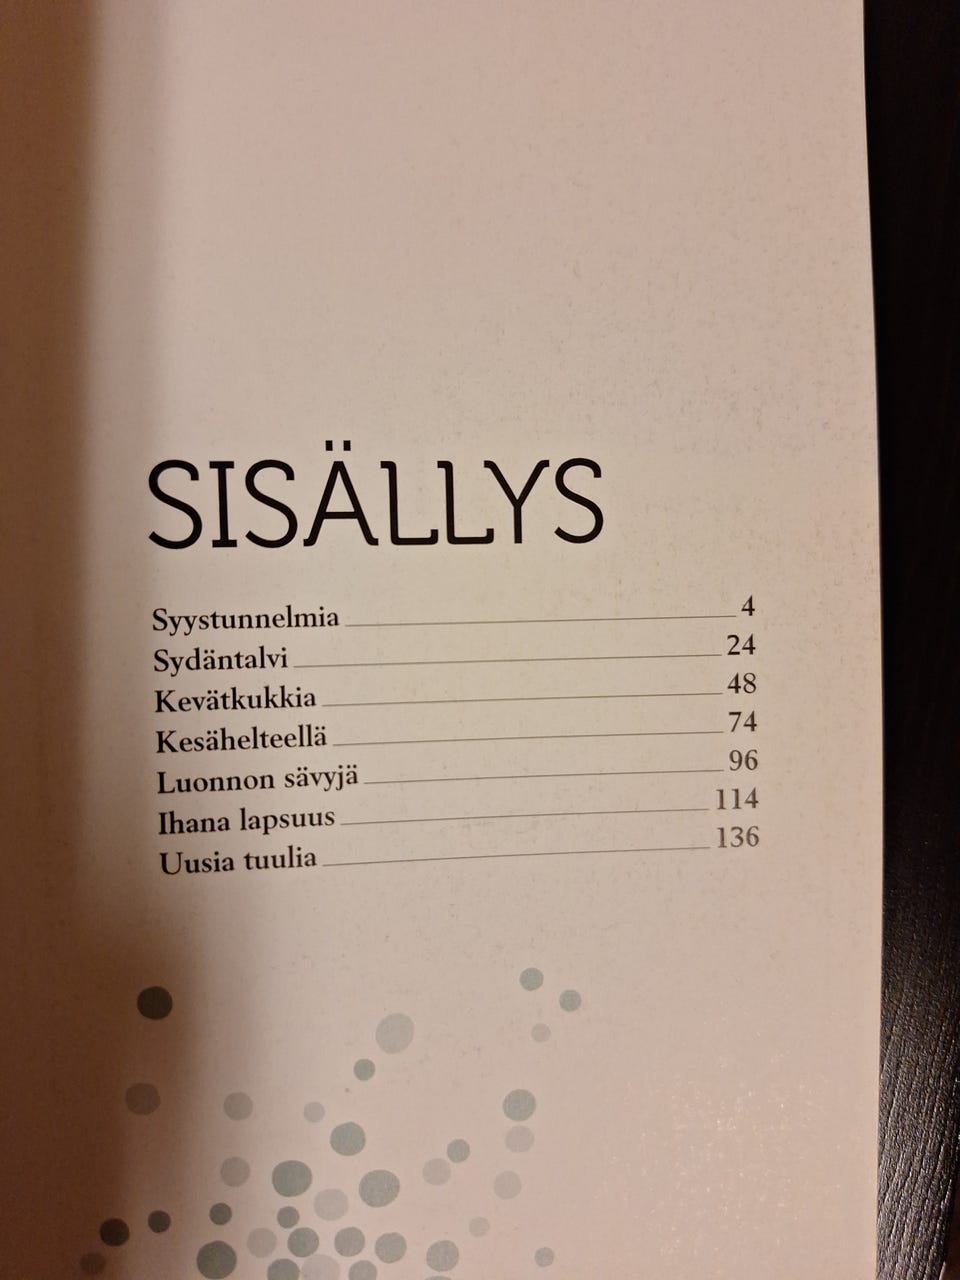 SISÄLLYS
Syystunnelmia 4
Sydäntalvi 24
Kevätkukkia 48
Kesähelteellä 74
Luonnon sävyjä 96
Ihana lapsuus 114
Uusia tuulia 136